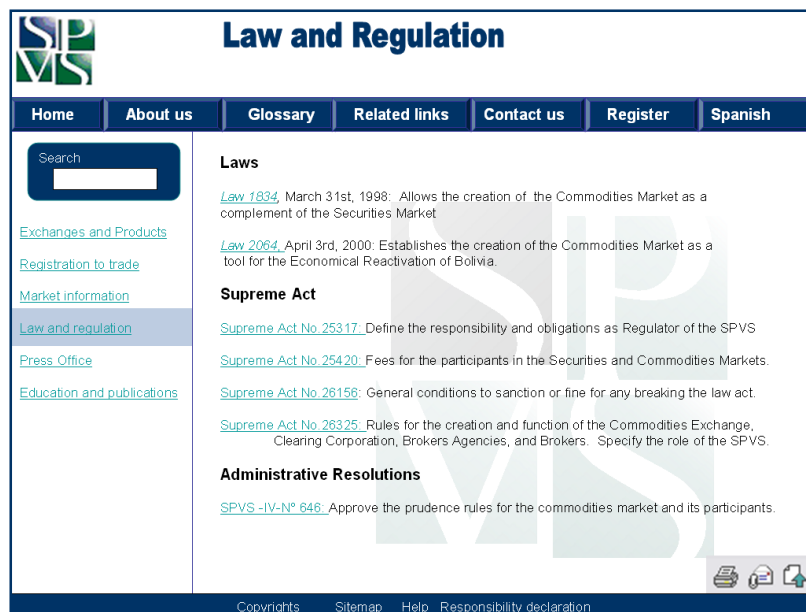 SPVS
Law and Regulation
Home About us Glossary Related links Contact us Register Spanish
Search
Exchanges and Products
Registration to trade
Market information
Law and regulation
Press Office
Education and publications
Laws
Law 1834, March 31st, 1998: Allows the creation of the Commodities Market as a
complement of the Securities Market
Law 2064, April 3rd, 2000: Establishes the creation of the Commodities Market as a
tool for the Economical Reactivation of Bolivia.
Supreme Act
Supreme Act No.25317: Define the responsibility and obligations as Regulator of the SPVS
Supreme Act No.25420: Fees for the participants in the Securities and Commodities Markets.
Supreme Act No.26156: General conditions to sanction or fine for any breaking the law act.
Supreme Act No.26325: Rules for the creation and function of the Commodities Exchange,
Clearing Corporation, Brokers Agencies, and Brokers. Specify the role of the SPVS.
Administrative Resolutions
SPVS -IV-Nº 646: Approve the prudence rules for the commodities market and its participants.
SPVS
Copyrights Sitemap Help Responsibility declaration